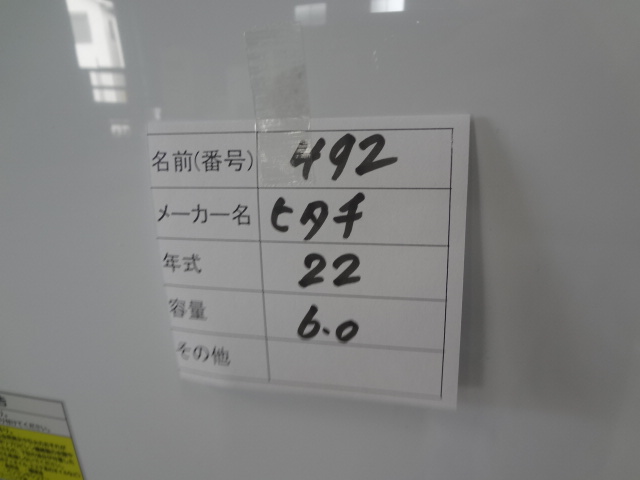 名前(番号) 492
メーカー名 ヒタチ
年式 22
容量 6.0
その他